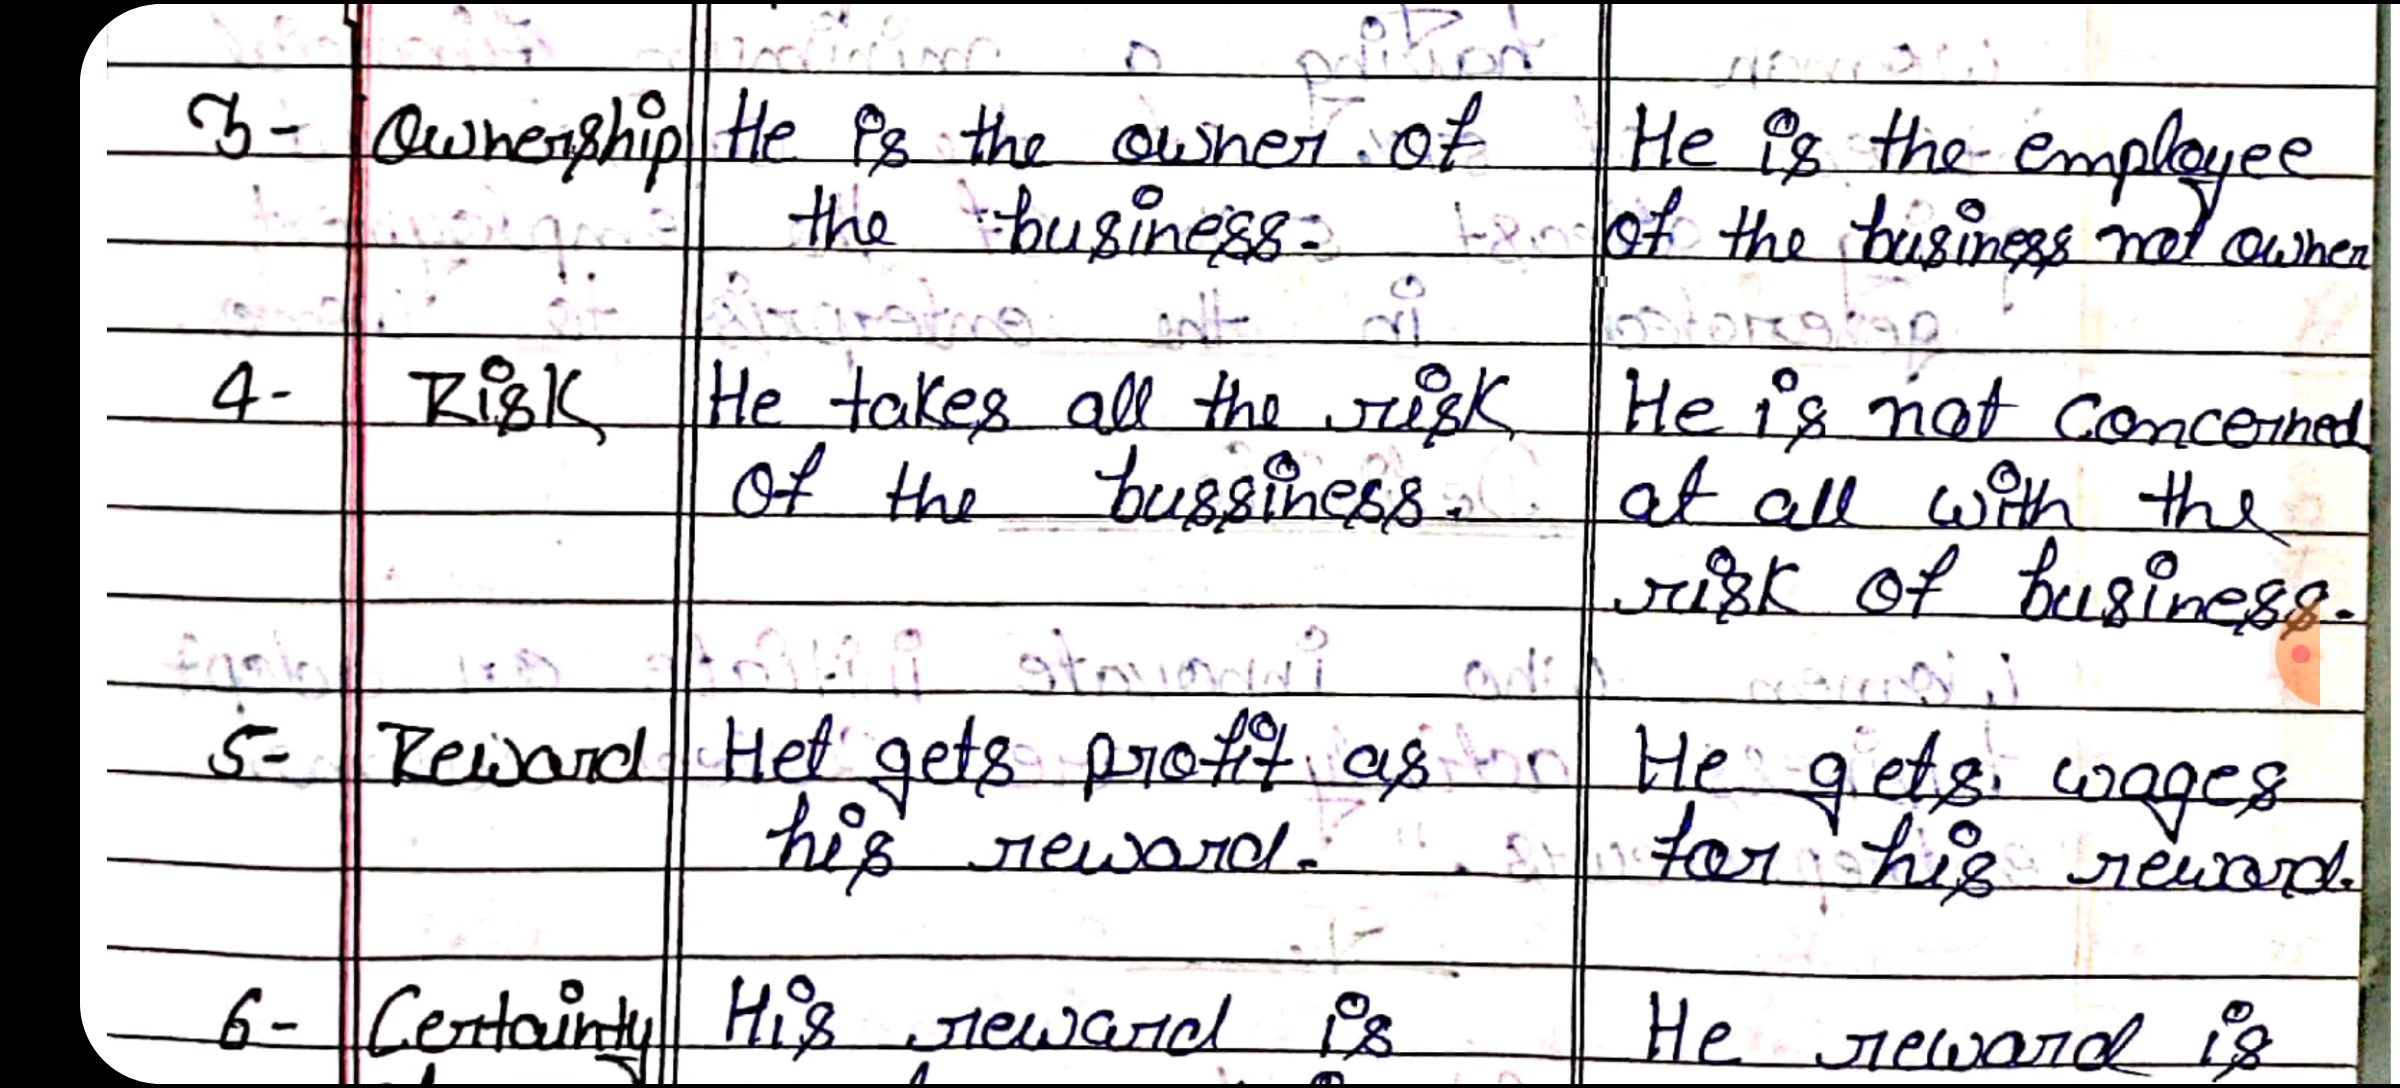 3- Ownership He is the owner of He is the employee
the business. of the business not owner
4- Risk He takes all the risk He is not concerned
of the bussiness. at all with the
risk of business.
5- Reward Het gets profit as He gets wages
his reward. for his reward.
6- Certainty His reward is He reward is